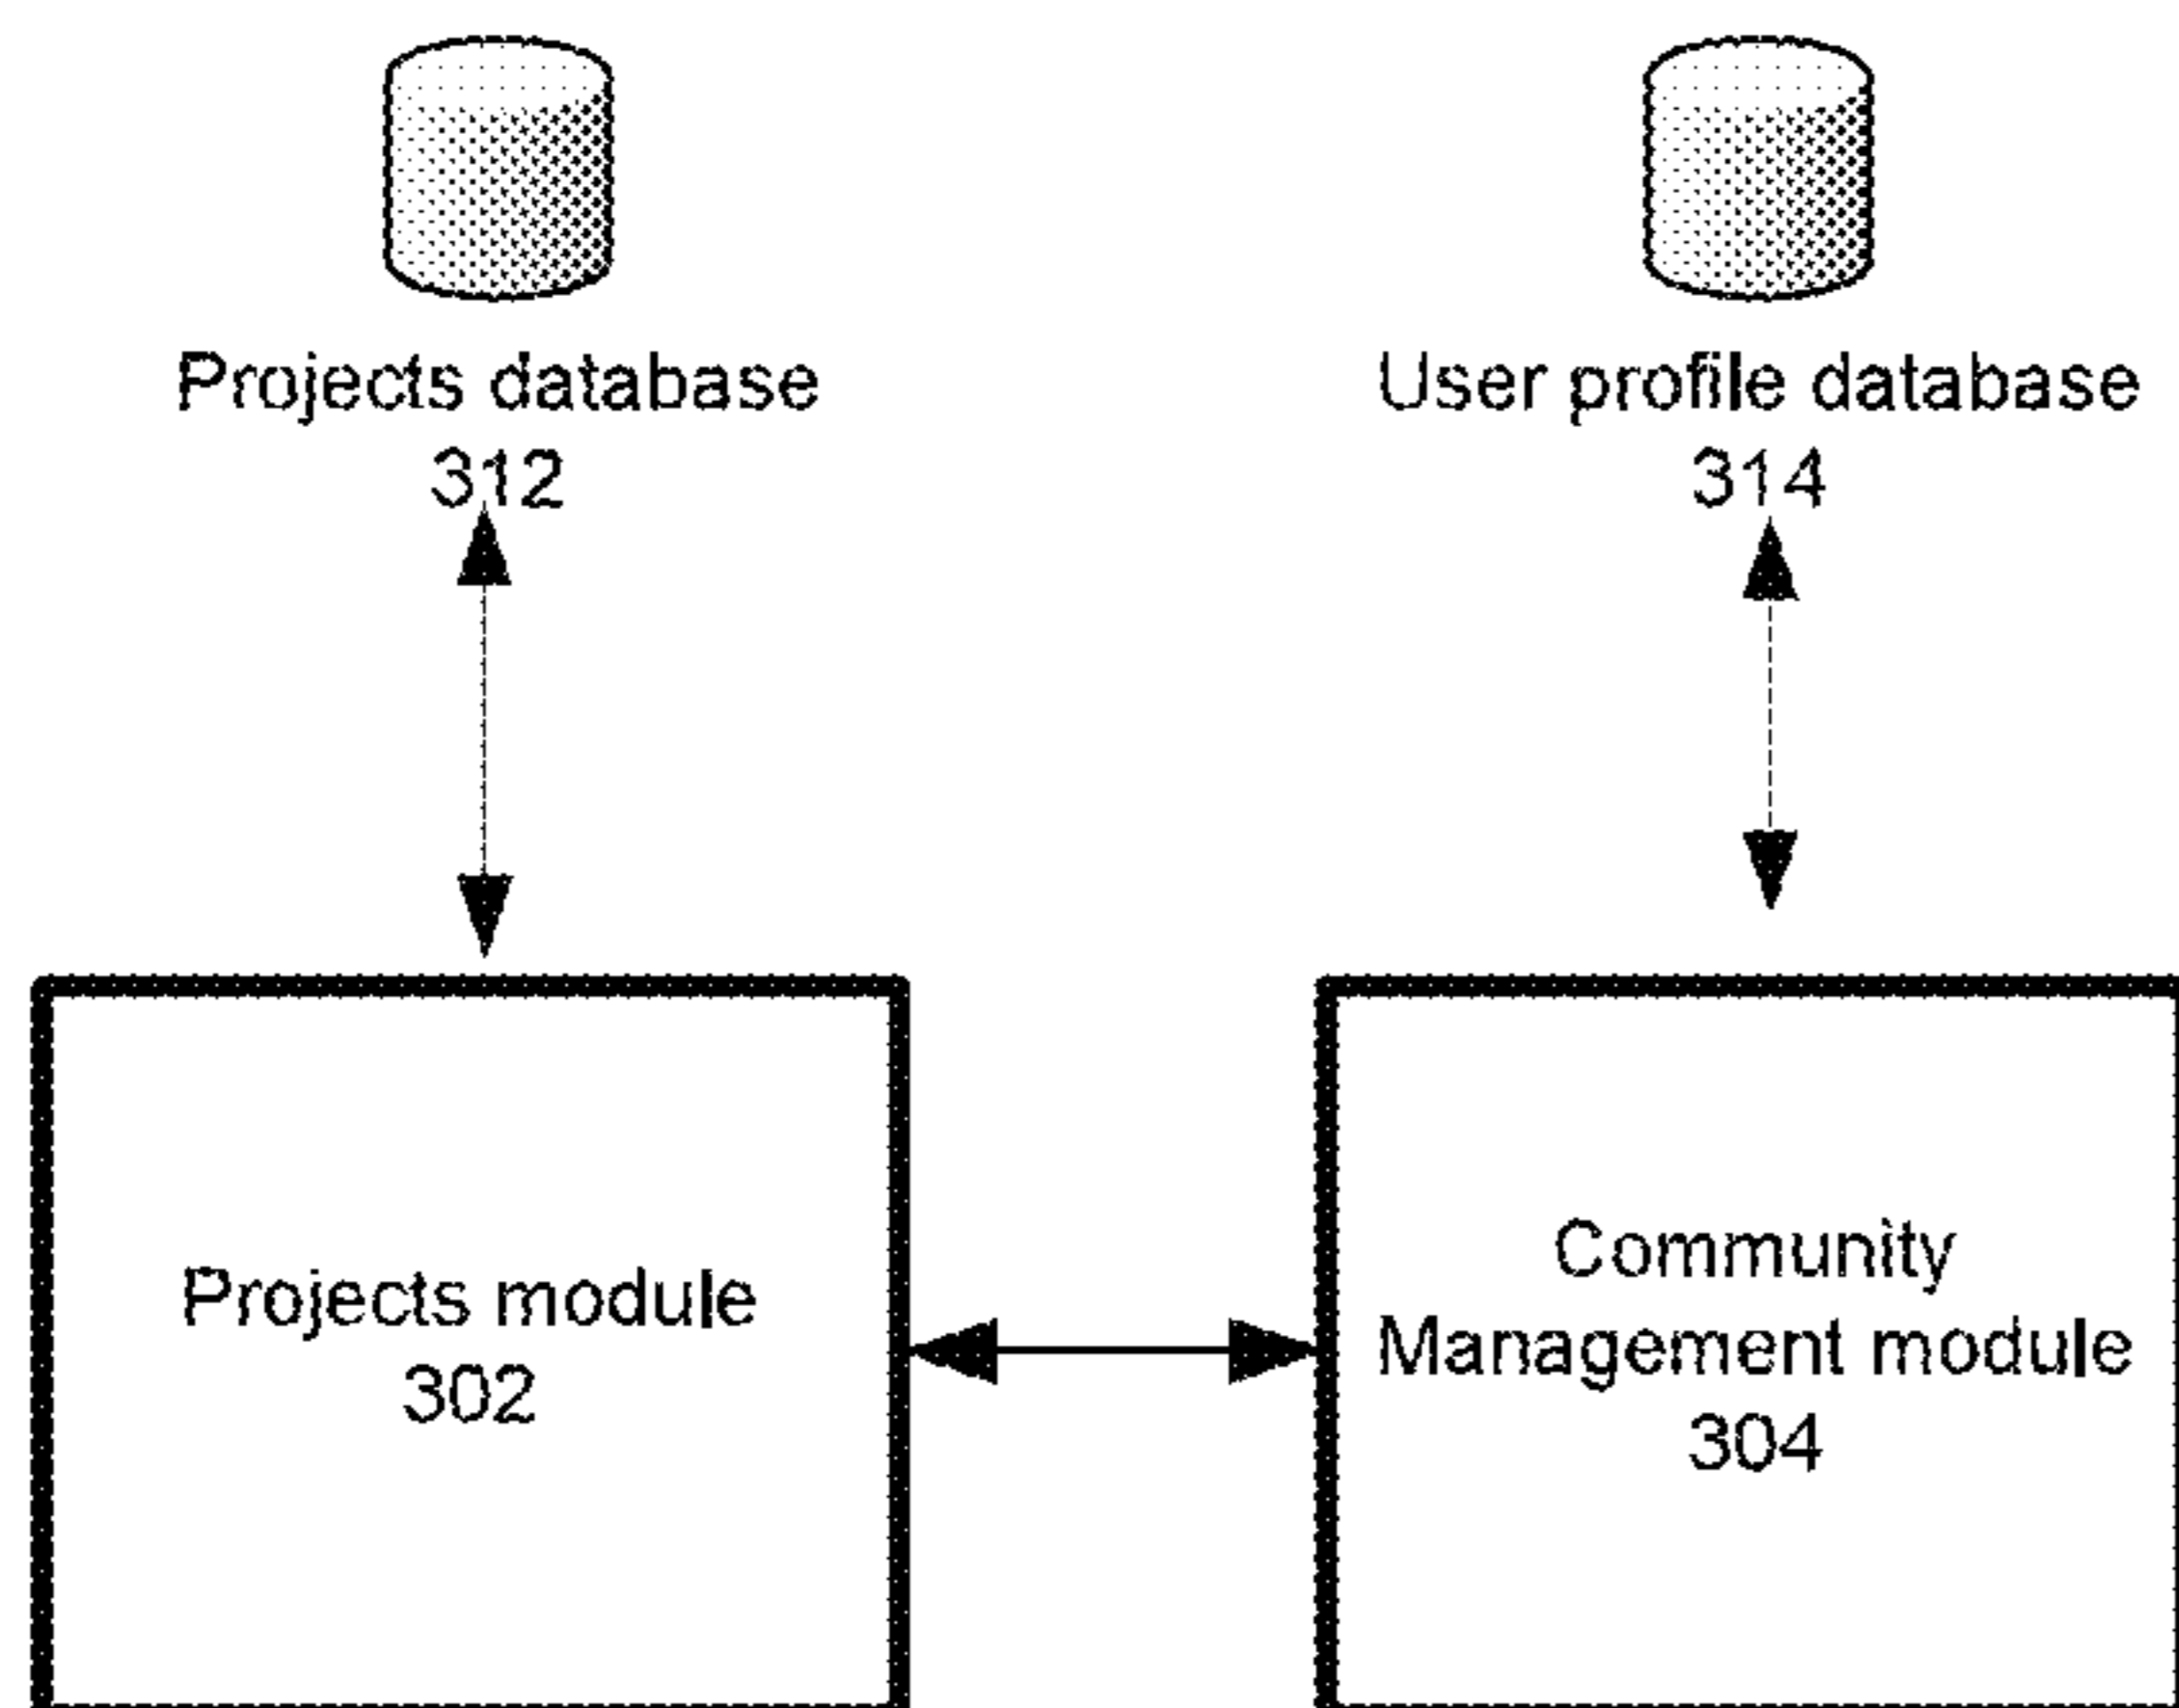 Projects database
312
User profile database
314
Projects module
302
Community
Management module
304